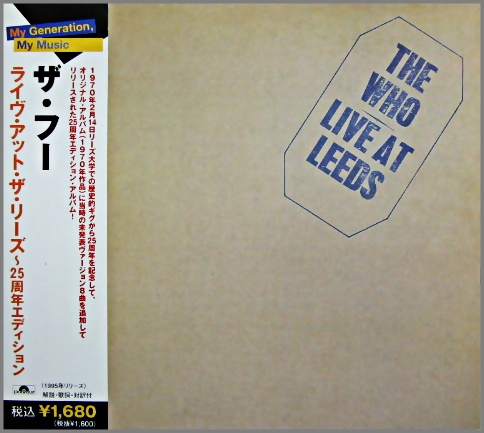 My Generation,
My Music
ザ・フー
ライヴ・アット・ザ・リーズ～25周年エディション
1970年2月14日リーズ大学での歴史的ギグから25周年を記念して、
オリジナル・アルバム(1970年作品)に当時の未発表ヴァージョン8曲を追加して
リリースされた25周年エディション・アルバム!
(1995年リリース)
解説・歌詞・対訳付
税込 ¥1,680
(税抜¥1,600)
THE
WHO
LIVE AT
LEEDS